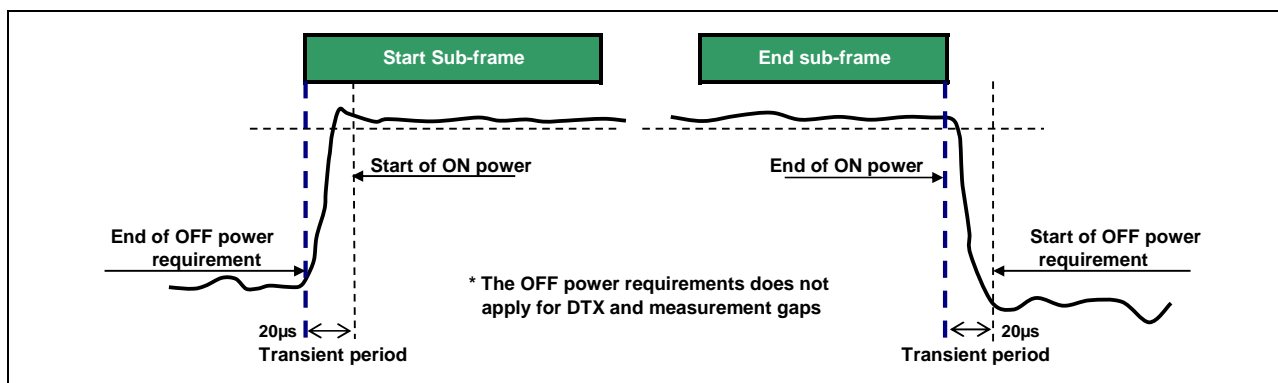 Start Sub-frame
End sub-frame
Start of ON power
End of ON power
End of OFF power
requirement
Start of OFF power
requirement
* The OFF power requirements does not
apply for DTX and measurement gaps
20µs
Transient period
20µs
Transient period